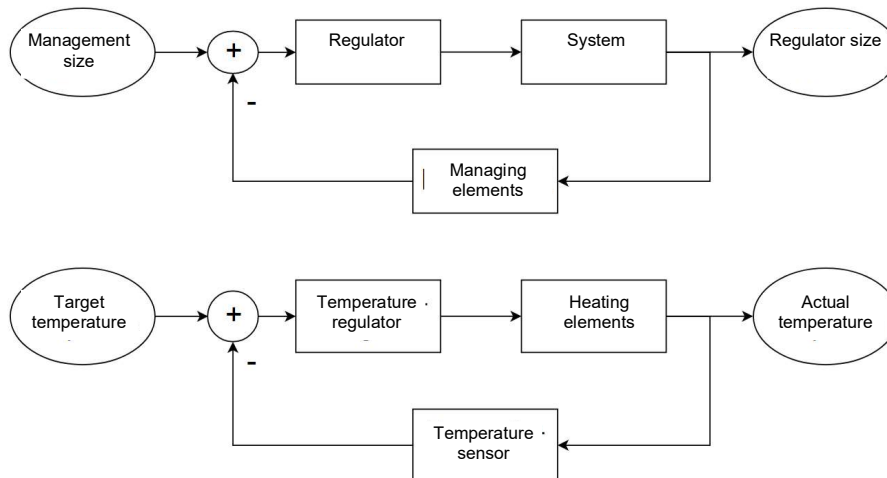 Management
size
+
Regulator
System
Regulator size
-
Managing
elements
Target
temperature
+
Temperature
regulator
Heating
elements
Actual
temperature
-
Temperature
sensor